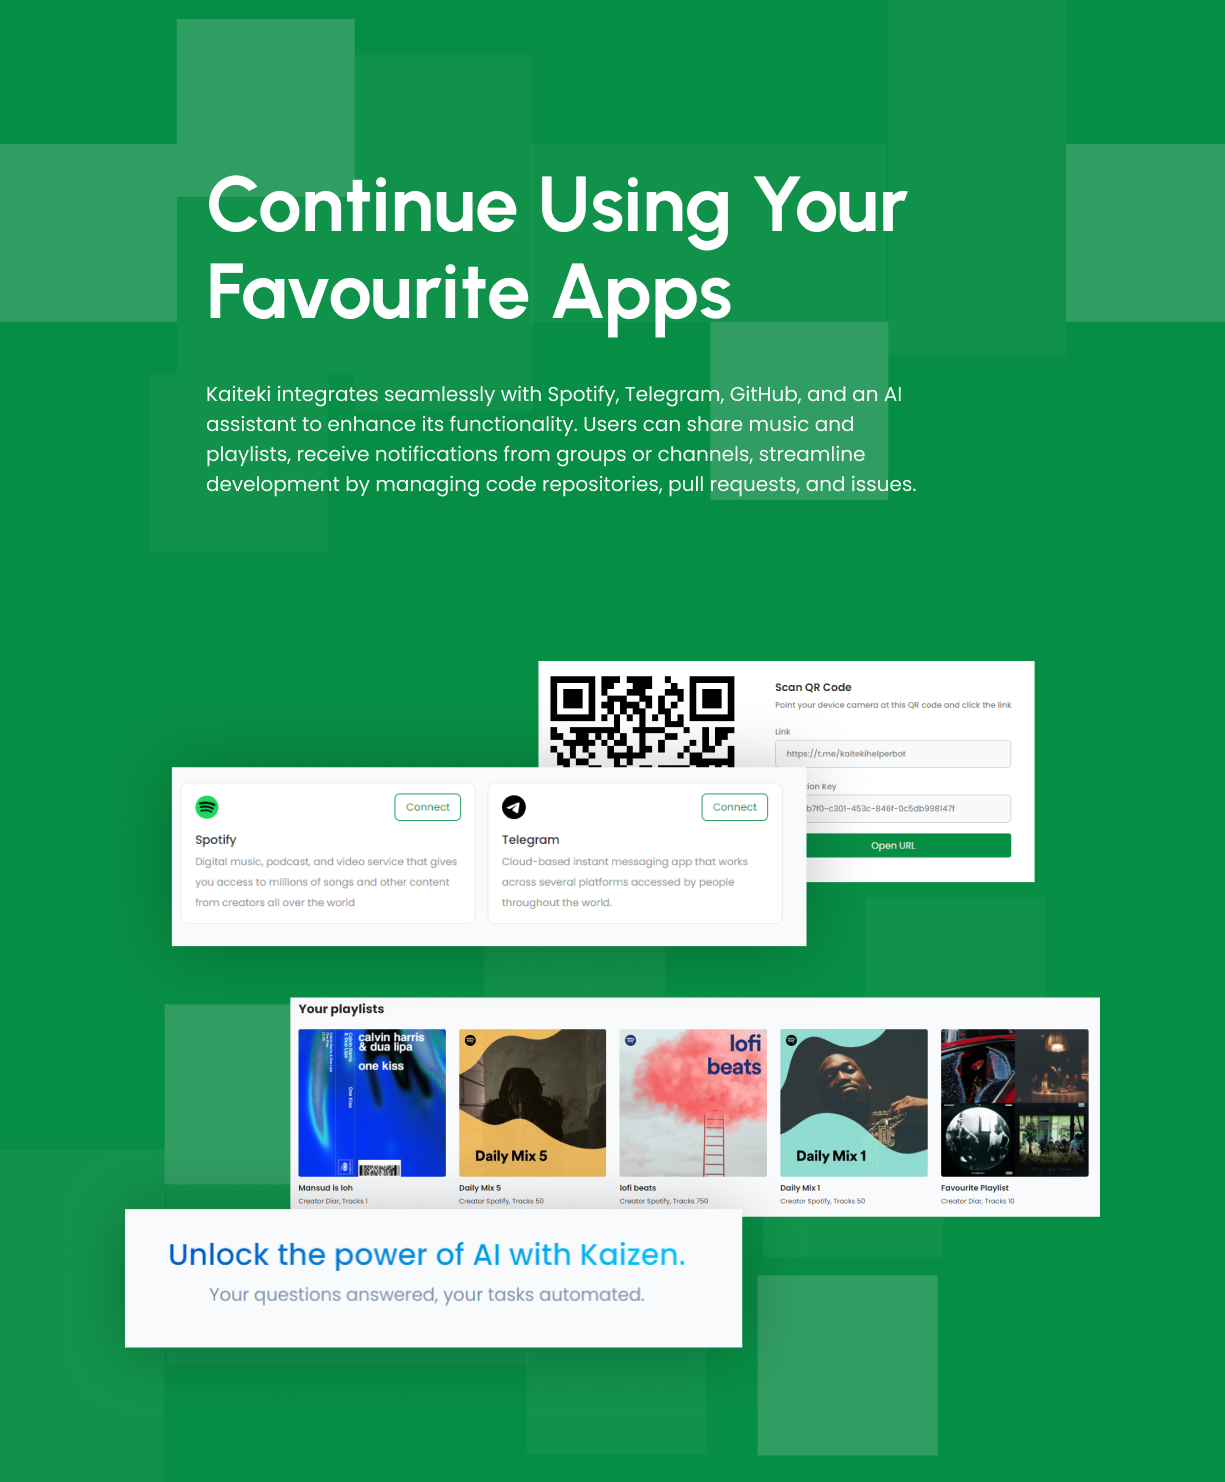 Continue Using Your
Favourite Apps
Kaiteki integrates seamlessly with Spotify, Telegram, GitHub, and an AI
assistant to enhance its functionality. Users can share music and
playlists, receive notifications from groups or channels, streamline
development by managing code repositories, pull requests, and issues.
Scan QR Code
Point your device camera at this QR code and click the link
Link
https://t.me/kaitekihelperbot
tion Key
b7f0-c301-453c-846f-0c5db998147f
Open URL
Connect
Spotify
Digital music, podcast, and video service that gives
you access to millions of songs and other content
from creators all over the world
Connect
Telegram
Cloud-based instant messaging app that works
across several platforms accessed by people
throughout the world.
Your playlists
calvin harris
& dua lipa
one kiss
One Kiss
Daily Mix 5
lofi
beats
Daily Mix 1
Mansud is loh
Creator Diar, Tracks 1
Daily Mix 5
Creator Spotify, Tracks 50
lofi beats
Creator Spotify, Tracks 750
Daily Mix 1
Creator Spotify, Tracks 50
Favourite Playlist
Creator Diar, Tracks 10
Unlock the power of AI with Kaizen.
Your questions answered, your tasks automated.